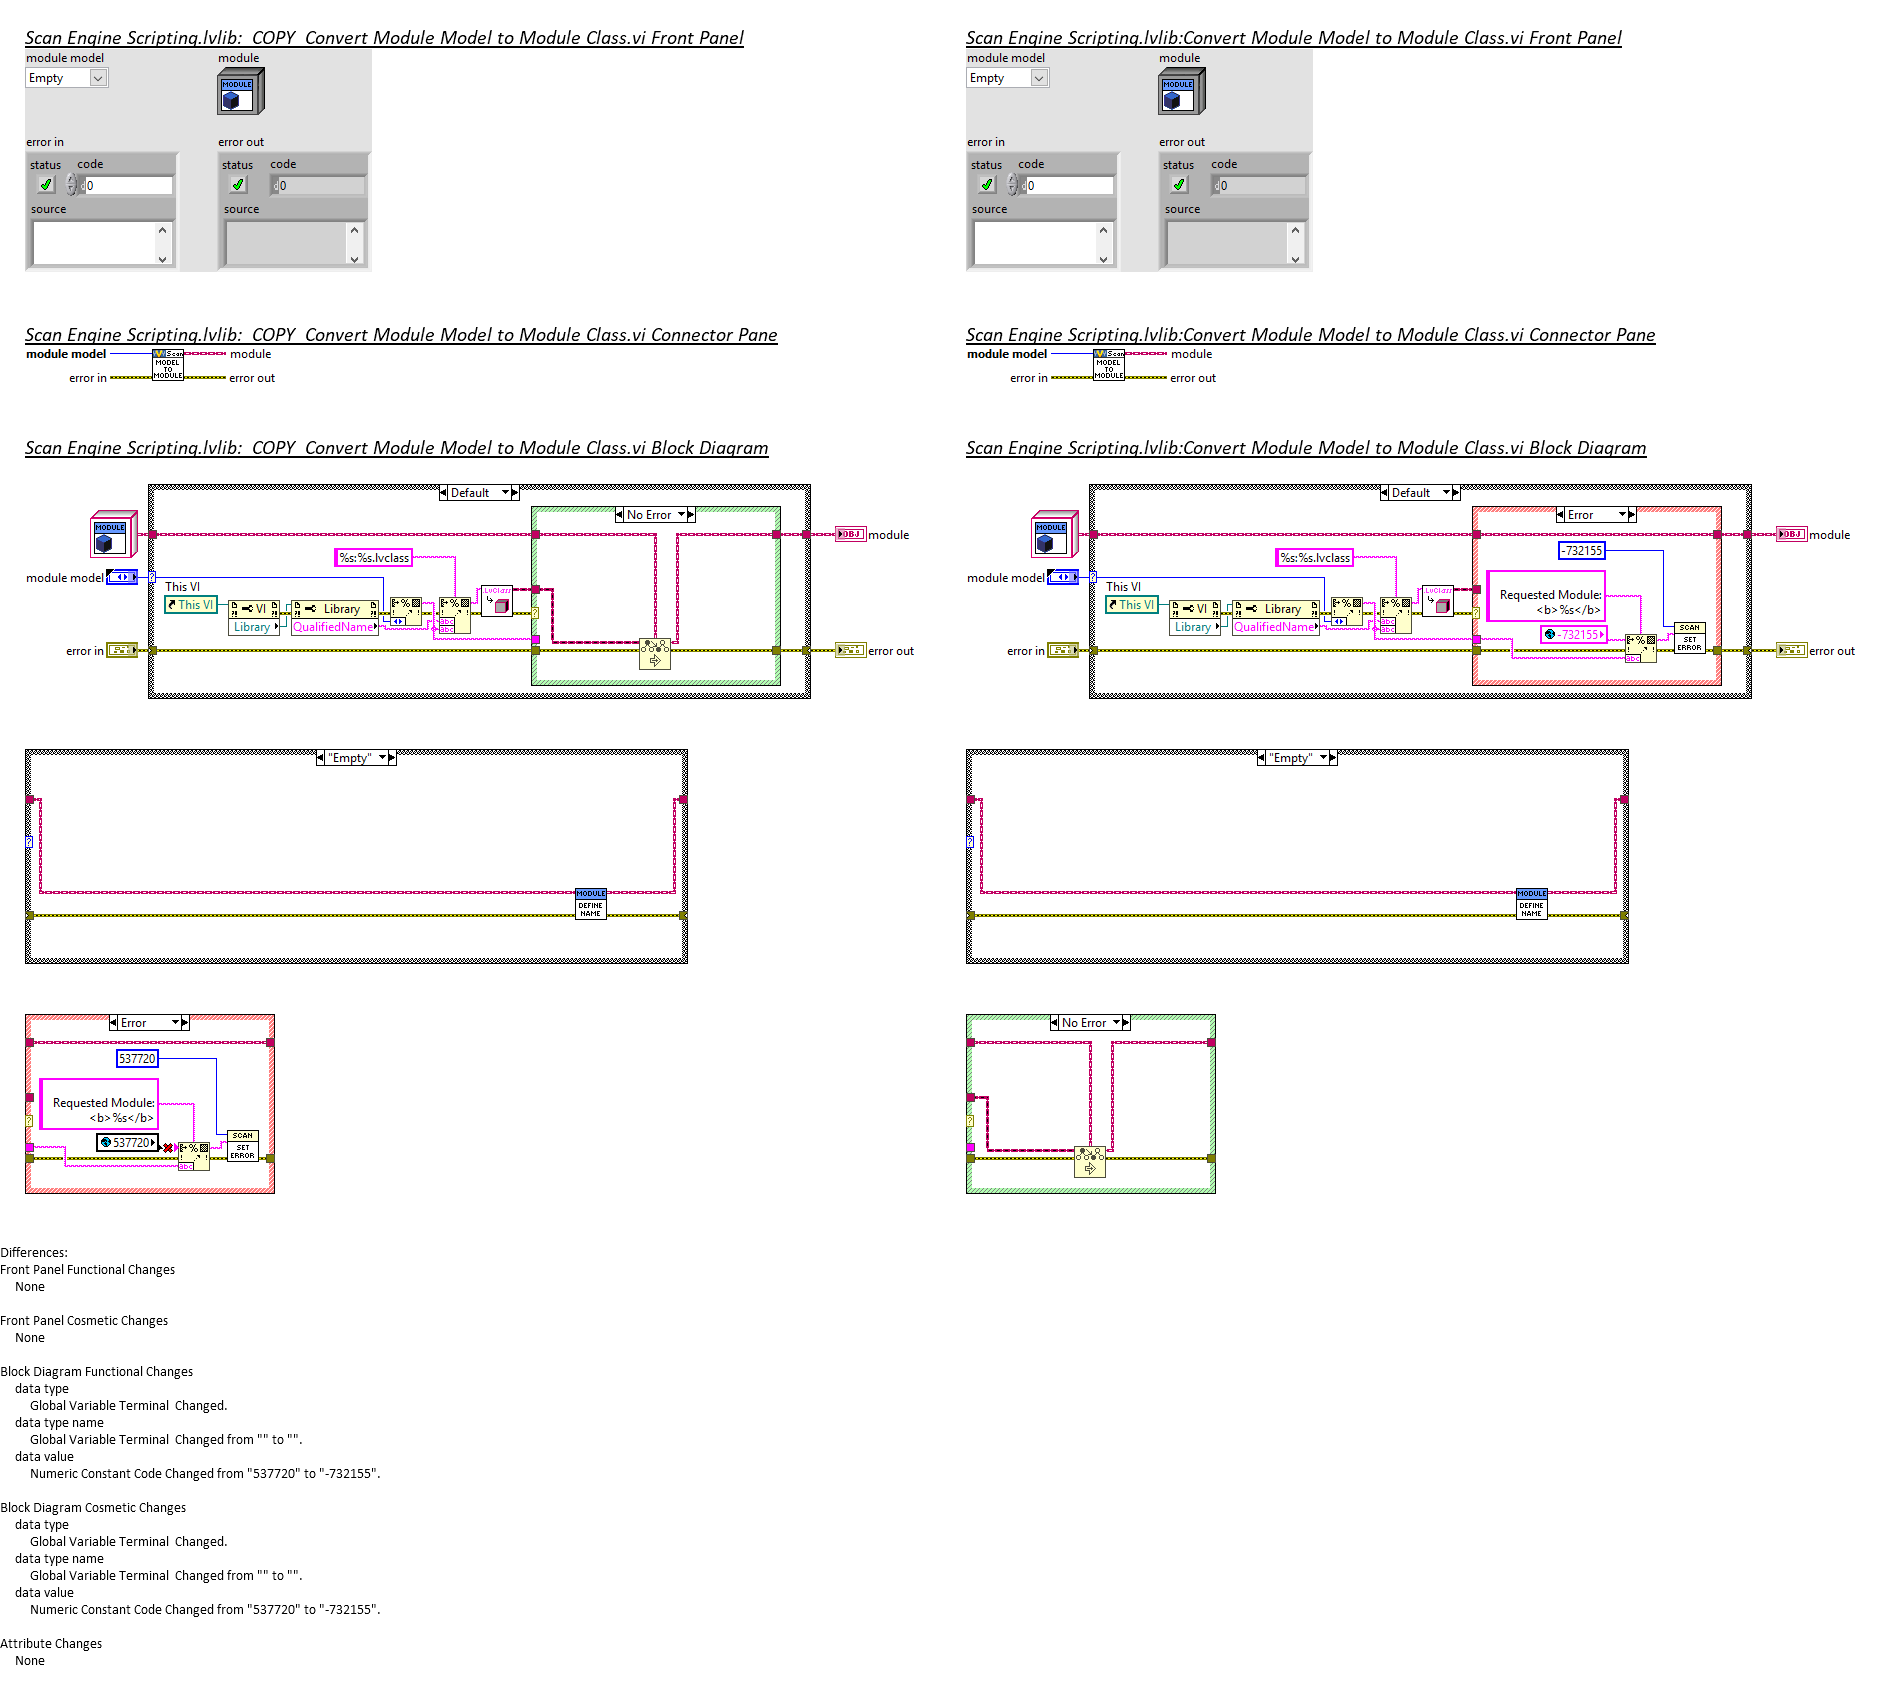 Scan Engine Scripting.lvlib:  COPY  Convert Module Model to Module Class.vi Front Panel
module model
module
Empty
MODULE
error in
error out
status code
status code
d 0
d 0
source
source
Scan Engine Scripting.lvlib:Convert Module Model to Module Class.vi Front Panel
module model
module
Empty
MODULE
error in
error out
status code
status code
d 0
d 0
source
source
Scan Engine Scripting.lvlib:  COPY  Convert Module Model to Module Class.vi Connector Pane
module model
Scan
module
MODEL
TO
MODULE
error in
error out
Scan Engine Scripting.lvlib:Convert Module Model to Module Class.vi Connector Pane
module model
Scan
module
MODEL
TO
MODULE
error in
error out
Scan Engine Scripting.lvlib:  COPY  Convert Module Model to Module Class.vi Block Diagram
Default
No Error
MODULE
OBJ
module
%s:%s.lvclass
module model
?
This VI
This VI
VI
Library
Library
QualifiedName
%
%
abc
abc
.LvClass
?
error in
error out
Scan Engine Scripting.lvlib:Convert Module Model to Module Class.vi Block Diagram
Default
Error
MODULE
OBJ
module
-732155
%s:%s.lvclass
module model
?
This VI
This VI
VI
Library
Library
QualifiedName
%
%
abc
abc
.LvClass
?
Requested Module:
<b>%s</b>
-732155
%
abc
SCAN
SET
ERROR
error in
error out
"Empty"
?
MODULE
DEFINE
NAME
"Empty"
?
MODULE
DEFINE
NAME
Error
537720
Requested Module:
<b>%s</b>
?
537720
%
abc
SCAN
SET
ERROR
No Error
?
Differences:
Front Panel Functional Changes
None
Front Panel Cosmetic Changes
None
Block Diagram Functional Changes
data type
Global Variable Terminal  Changed.
data type name
Global Variable Terminal  Changed from "" to "".
data value
Numeric Constant Code Changed from "537720" to "-732155".
Block Diagram Cosmetic Changes
data type
Global Variable Terminal  Changed.
data type name
Global Variable Terminal  Changed from "" to "".
data value
Numeric Constant Code Changed from "537720" to "-732155".
Attribute Changes
None